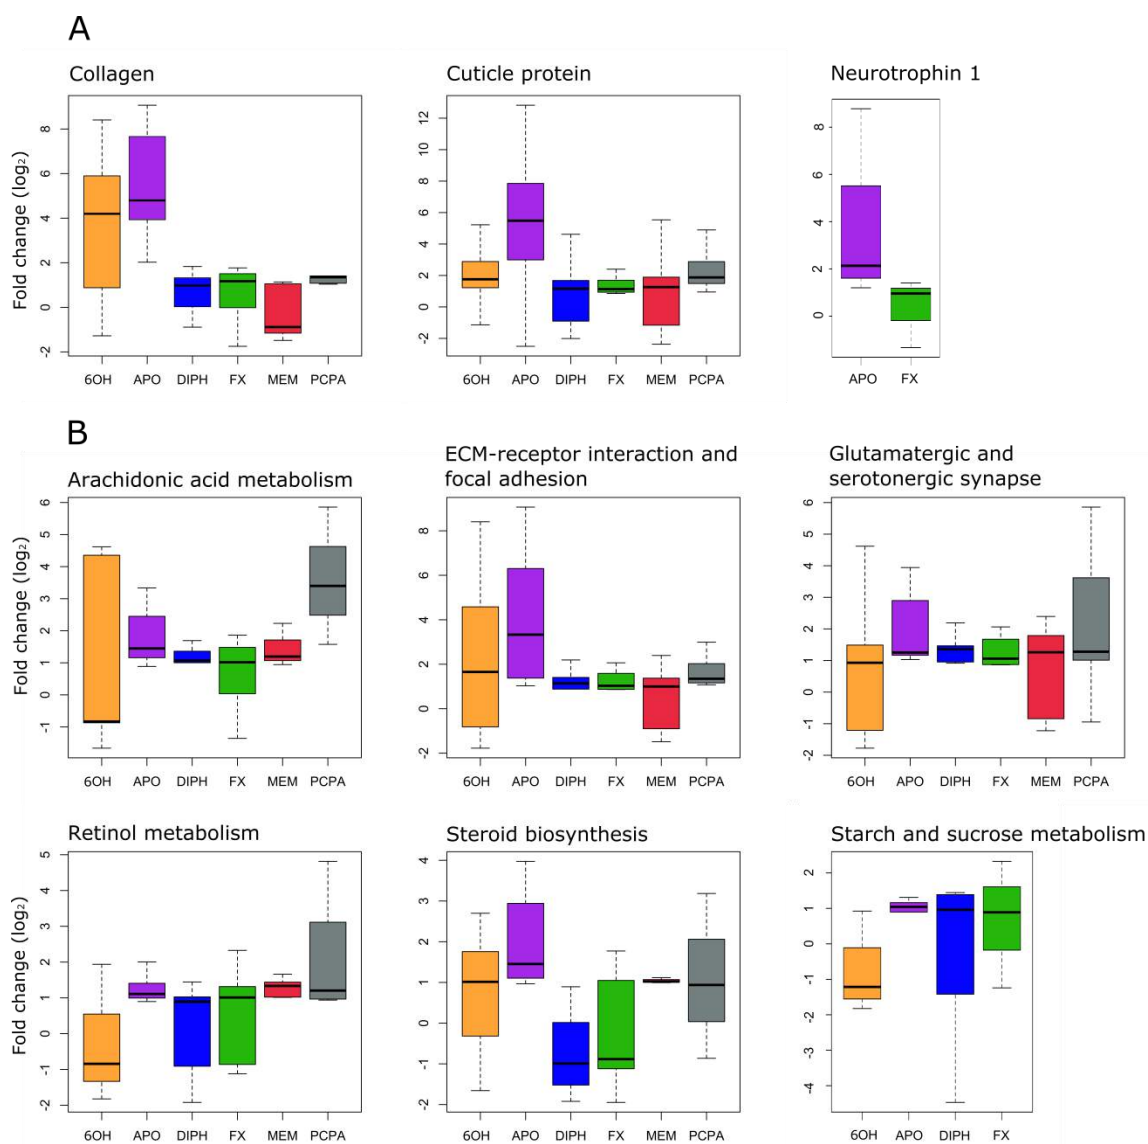 A
Collagen
Cuticle protein
Neurotrophin 1
Fold change (log₂)
8
6
4
2
0
-2
12
10
8
6
4
2
0
-2
8
6
4
2
0
6OH APO DIPH FX MEM PCPA
6OH APO DIPH FX MEM PCPA
APO FX
B
Arachidonic acid metabolism
ECM-receptor interaction and
focal adhesion
Glutamatergic and
serotonergic synapse
Fold change (log₂)
6
5
4
3
2
1
0
-1
8
6
4
2
0
-2
6
5
4
3
2
1
0
-1
-2
6OH APO DIPH FX MEM PCPA
6OH APO DIPH FX MEM PCPA
6OH APO DIPH FX MEM PCPA
Retinol metabolism
Steroid biosynthesis
Starch and sucrose metabolism
Fold change (log₂)
5
4
3
2
1
0
-1
-2
4
3
2
1
0
-1
-2
2
1
0
-1
-2
-3
-4
6OH APO DIPH FX MEM PCPA
6OH APO DIPH FX MEM PCPA
6OH APO DIPH FX